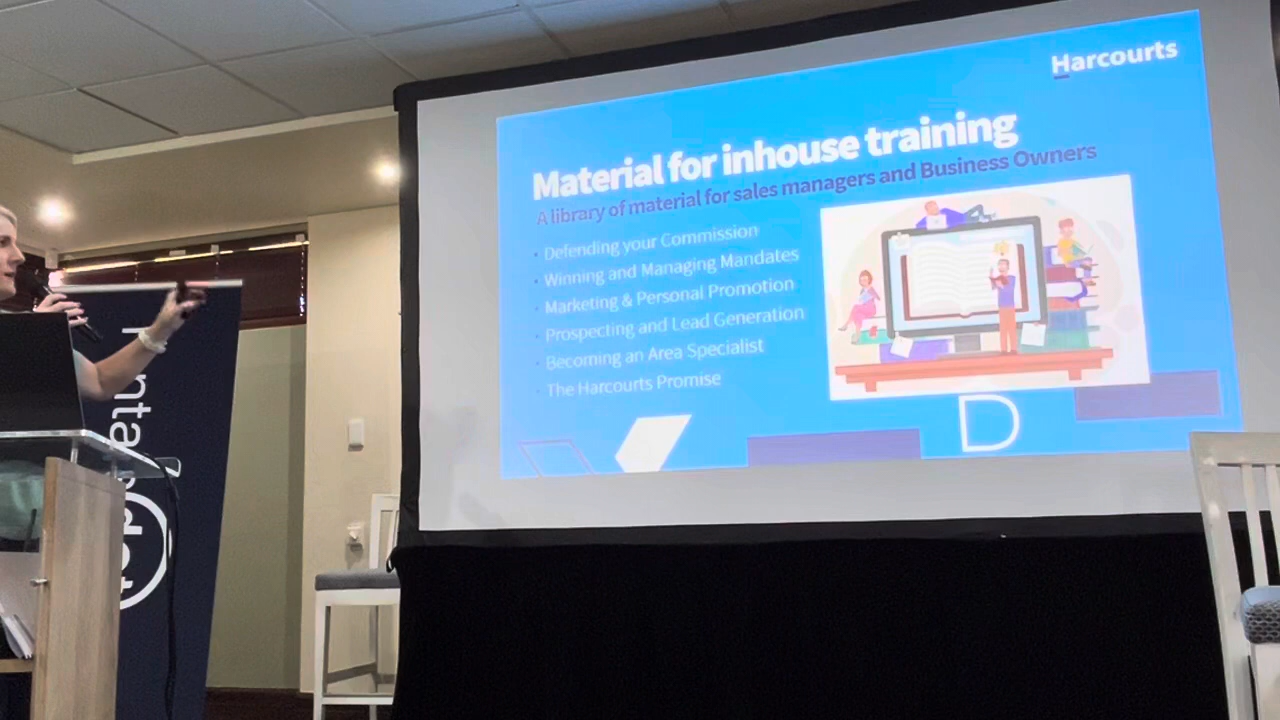 Harcourts
Material for inhouse training
A library of material for sales managers and Business Owners
· Defending your Commission
· Winning and Managing Mandates
· Marketing & Personal Promotion
· Prospecting and Lead Generation
· Becoming an Area Specialist
· The Harcourts Promise
D